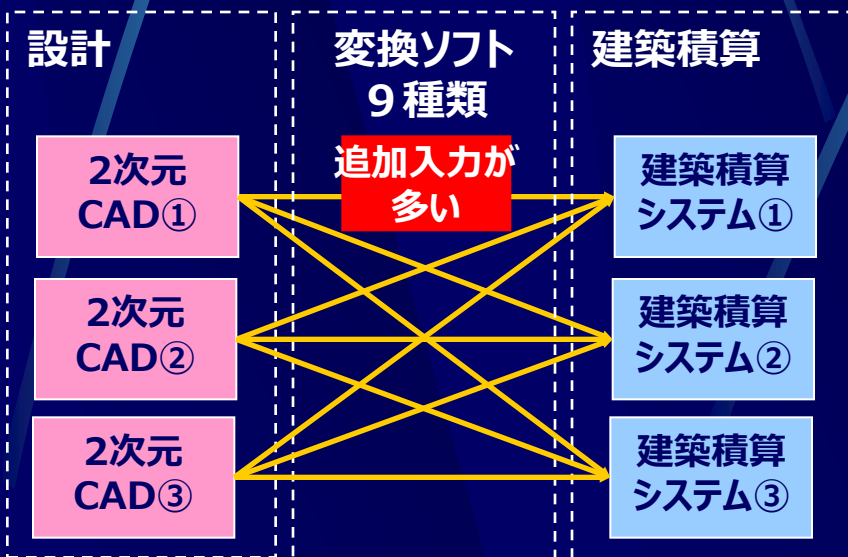 設計
変換ソフト
９種類
建築積算
2次元
CAD①
追加入力が
多い
建築積算
システム①
2次元
CAD②
建築積算
システム②
2次元
CAD③
建築積算
システム③